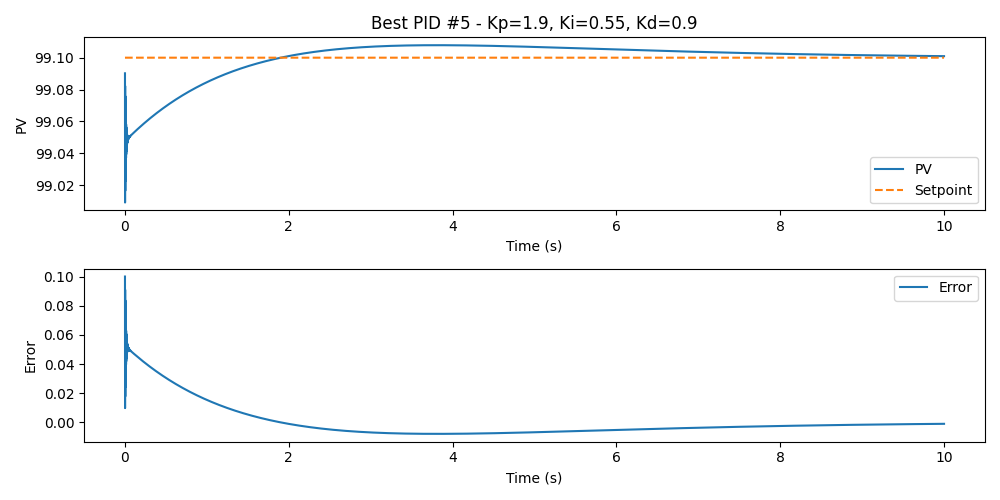 Best PID #5 - Kp=1.9, Ki=0.55, Kd=0.9
99.10
99.08
99.06
99.04
99.02
PV
PV
Setpoint
0 2 4 6 8 10
Time (s)
0.10
0.08
0.06
0.04
0.02
0.00
Error
Error
0 2 4 6 8 10
Time (s)